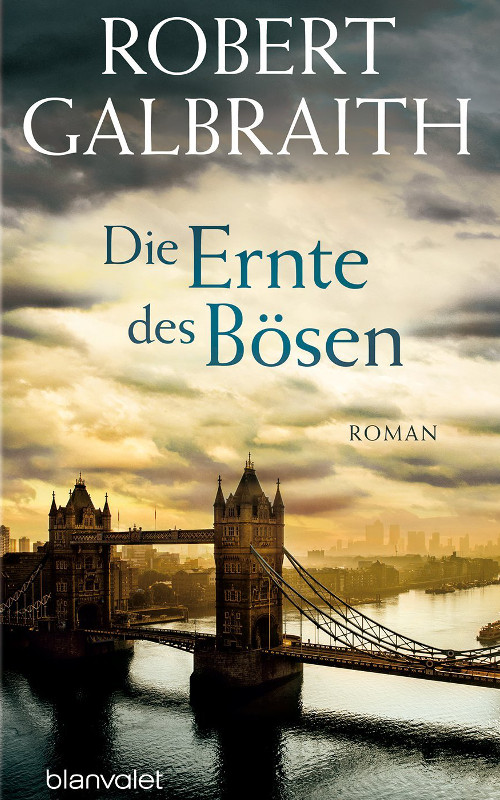 ROBERT
GALBRAITH
Die Ernte
des Bösen
ROMAN
blanvalet